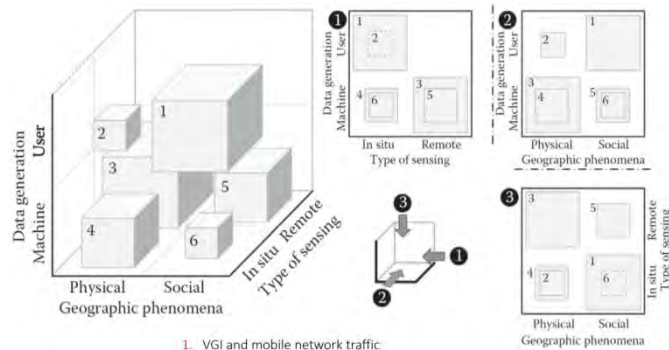 Data generation
Machine
User
1
2
3
4
5
6
Physical
Social
Geographic phenomena
In situ
Remote
Type of sensing
1
Data generation
Machine
User
1
2
3
4
5
6
In situ
Remote
Type of sensing
2
Data generation
Machine
User
1
2
3
4
5
6
Physical
Social
Geographic phenomena
3
3
5
4
2
1
6
Remote
In situ
Type of sensing
Physical
Social
Geographic phenomena
3
1
2
1. VGI and mobile network traffic